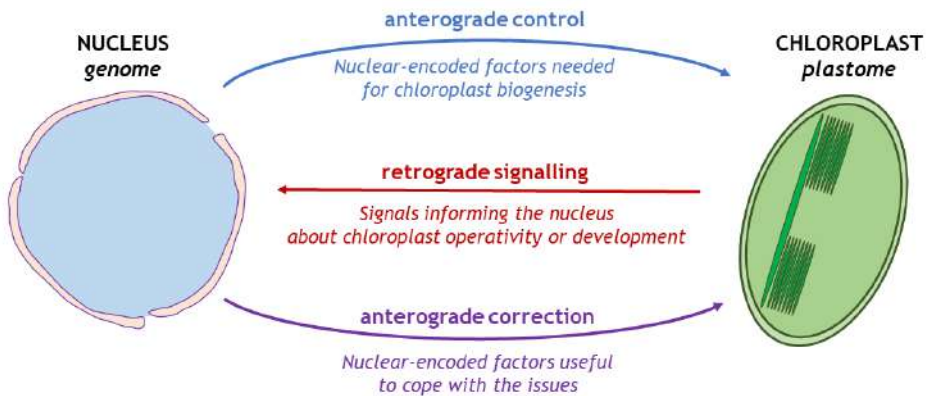 anterograde control
NUCLEUS
genome
Nuclear-encoded factors needed
for chloroplast biogenesis
CHLOROPLAST
plastome
retrograde signalling
Signals informing the nucleus
about chloroplast operativity or development
anterograde correction
Nuclear-encoded factors useful
to cope with the issues